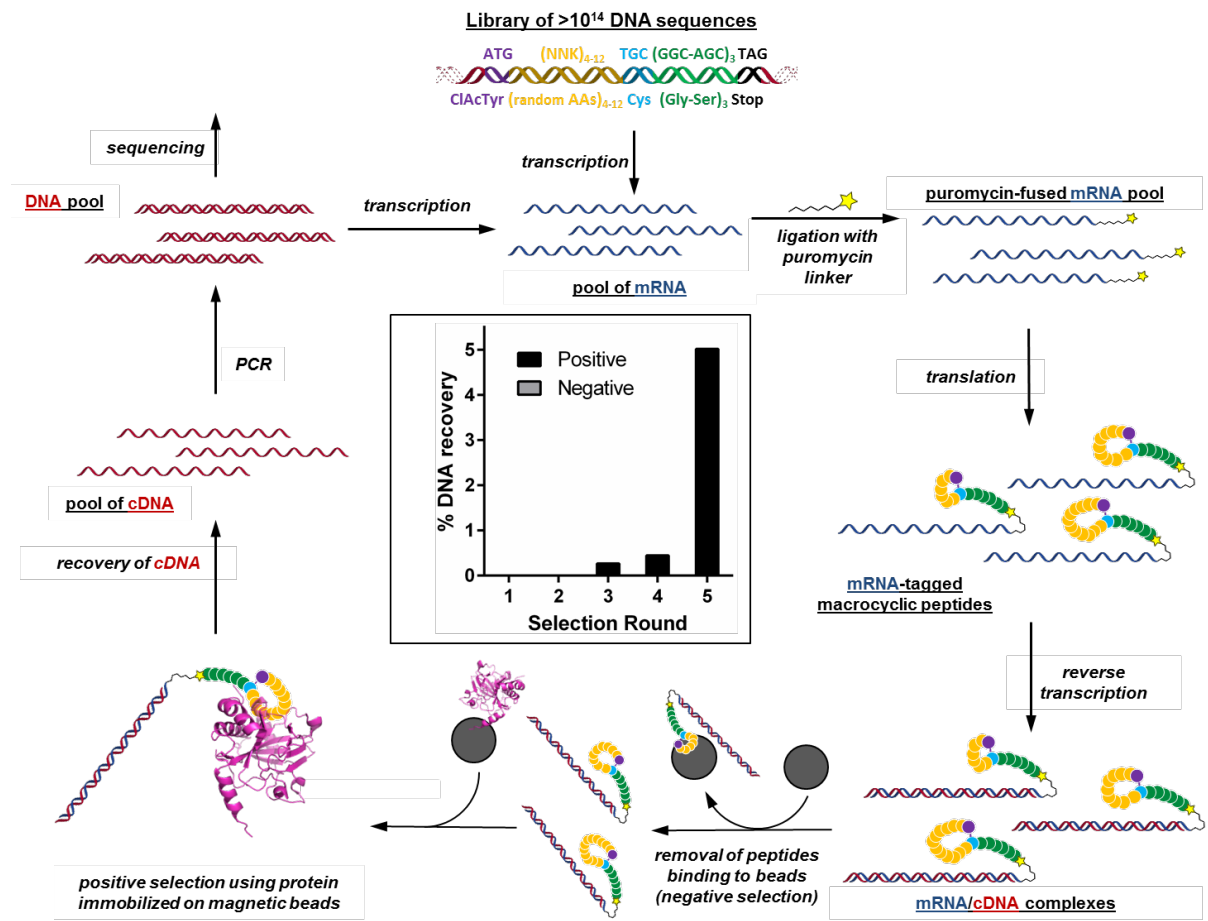 Library of >10¹⁴ DNA sequences
ATG (NNK)₄₋₁₂ TGC (GGC-AGC)₃ TAG
ClAcTyr (random AAs)₄₋₁₂ Cys (Gly-Ser)₃ Stop
sequencing
transcription
DNA pool
transcription
pool of mRNA
ligation with
puromycin
linker
puromycin-fused mRNA pool
translation
PCR
5
4
3
2
1
0
% DNA recovery
Positive
Negative
1 2 3 4 5
Selection Round
pool of cDNA
recovery of cDNA
mRNA-tagged
macrocyclic peptides
reverse
transcription
positive selection using protein
immobilized on magnetic beads
removal of peptides
binding to beads
(negative selection)
mRNA/cDNA complexes